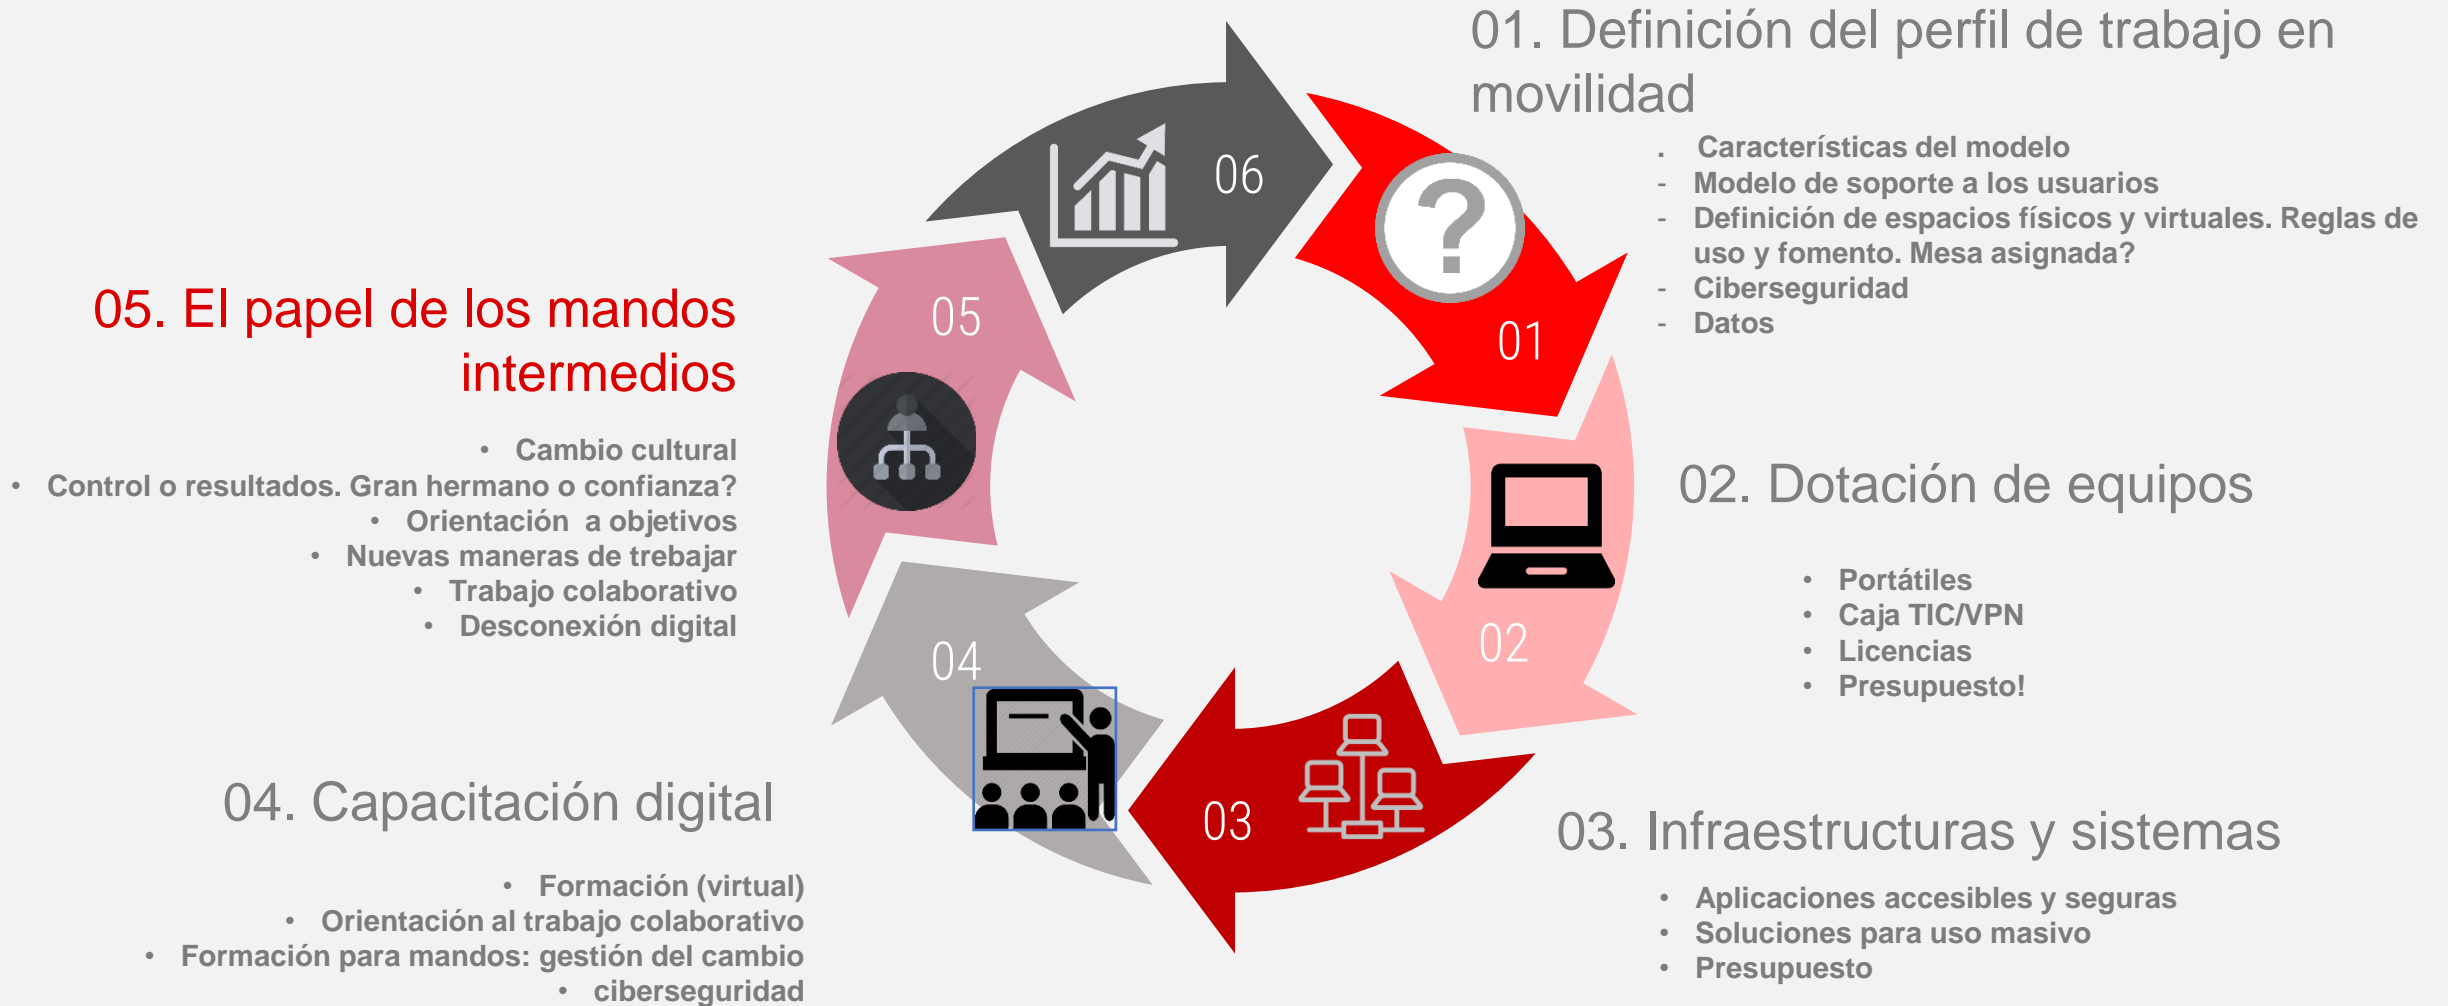 01. Definición del perfil de trabajo en
movilidad
. Características del modelo
- Modelo de soporte a los usuarios
- Definición de espacios físicos y virtuales. Reglas de
uso y fomento. Mesa asignada?
- Ciberseguridad
- Datos
02. Dotación de equipos
• Portátiles
• Caja TIC/VPN
• Licencias
• Presupuesto!
03. Infraestructuras y sistemas
• Aplicaciones accesibles y seguras
• Soluciones para uso masivo
• Presupuesto
04. Capacitación digital
• Formación (virtual)
• Orientación al trabajo colaborativo
• Formación para mandos: gestión del cambio
• ciberseguridad
05. El papel de los mandos
intermedios
• Cambio cultural
• Control o resultados. Gran hermano o confianza?
• Orientación a objetivos
• Nuevas maneras de trebajar
• Trabajo colaborativo
• Desconexión digital
06
?
01
02
03
04
05